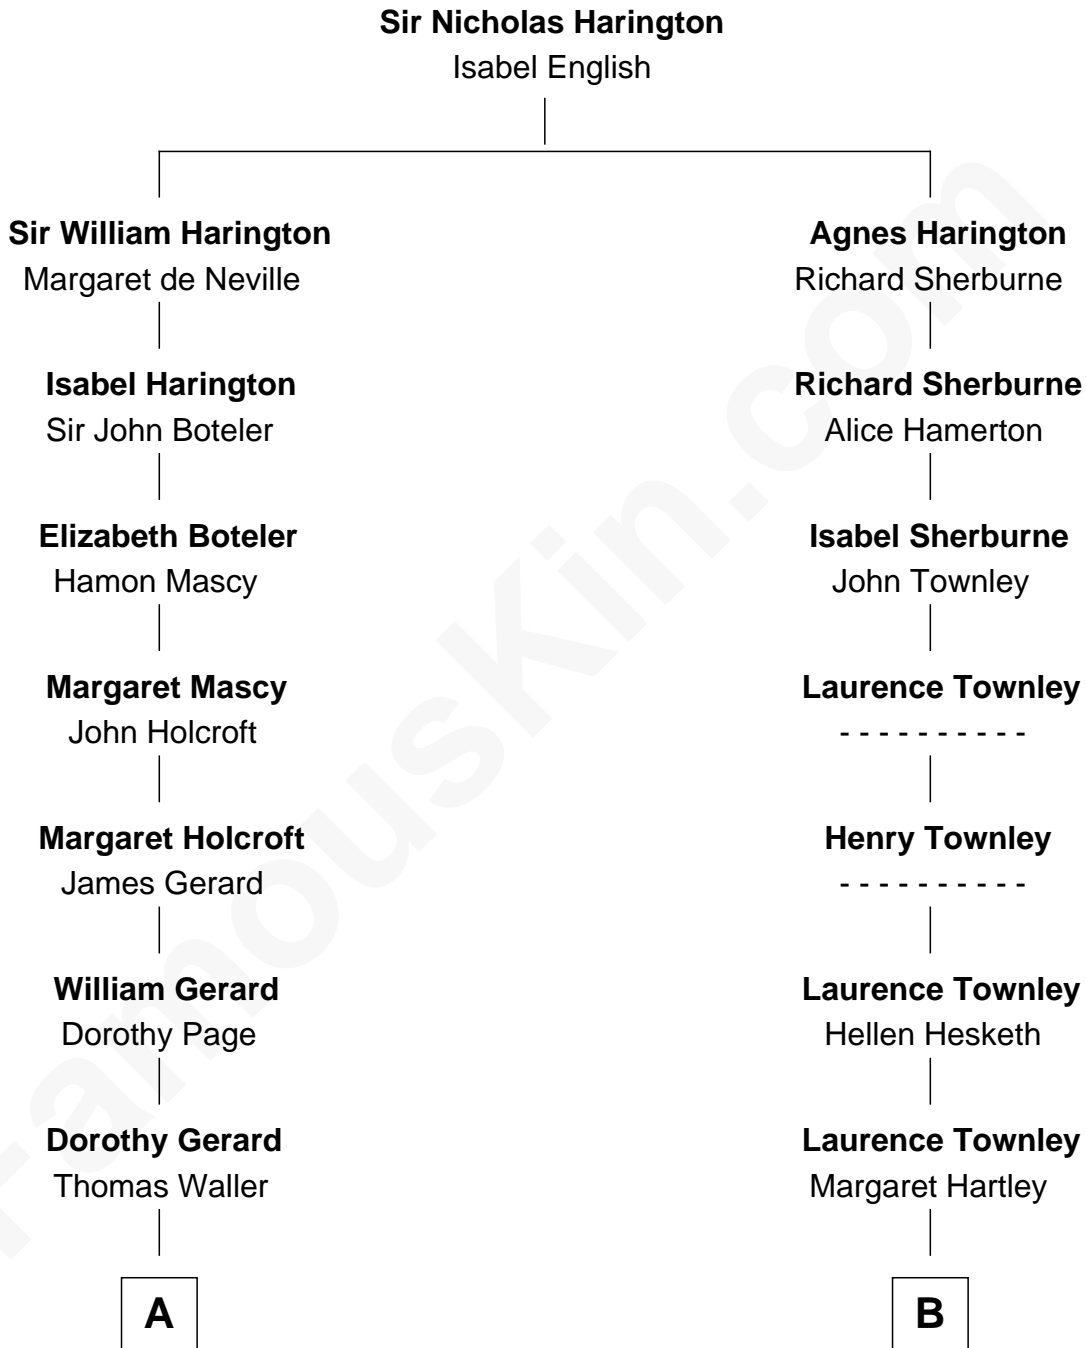 Sir Nicholas Harington
Isabel English
Sir William Harington
Margaret de Neville
Isabel Harington
Sir John Boteler
Elizabeth Boteler
Hamon Mascy
Margaret Mascy
John Holcroft
Margaret Holcroft
James Gerard
William Gerard
Dorothy Page
Dorothy Gerard
Thomas Waller
A
Agnes Harington
Richard Sherburne
Richard Sherburne
Alice Hamerton
Isabel Sherburne
John Townley
Laurence Townley
- - - - - - - - - -
Henry Townley
- - - - - - - - - -
Laurence Townley
Hellen Hesketh
Laurence Townley
Margaret Hartley
B
FamousKin.com